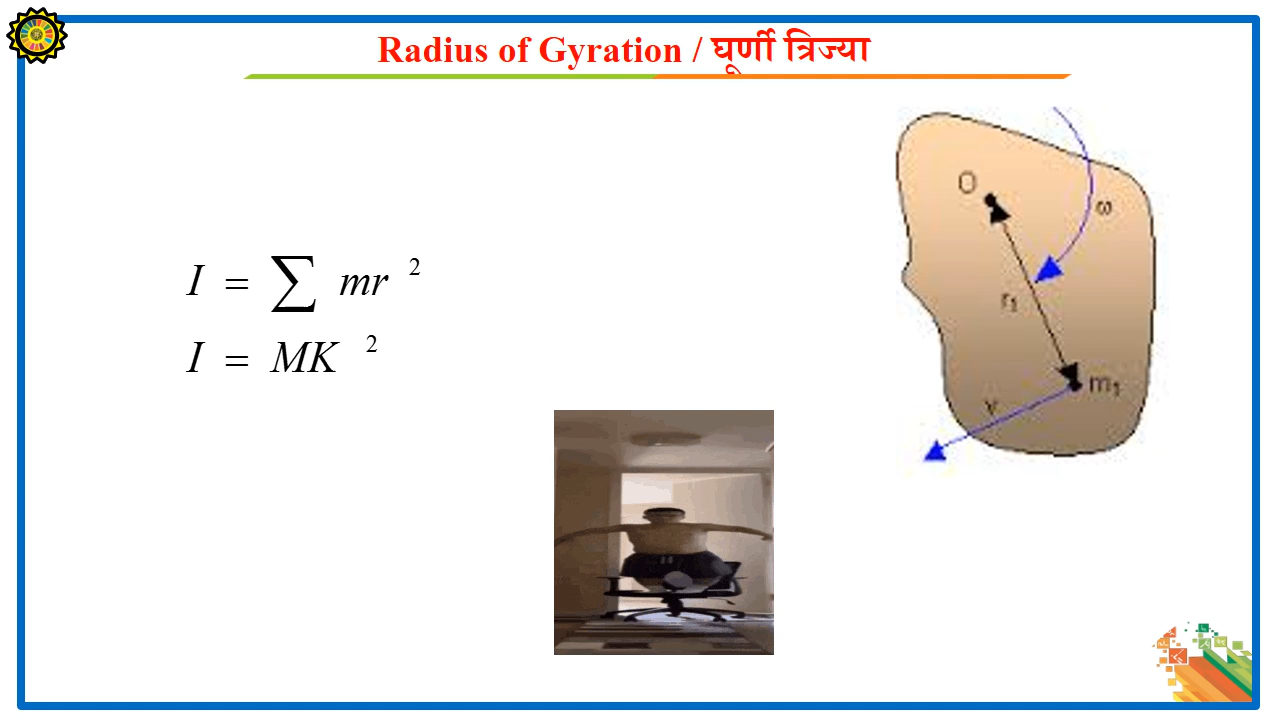 Radius of Gyration / घूर्णी त्रिज्या
I = ∑ mr ²
I = MK ²
O
ω
r₁
m₁
v